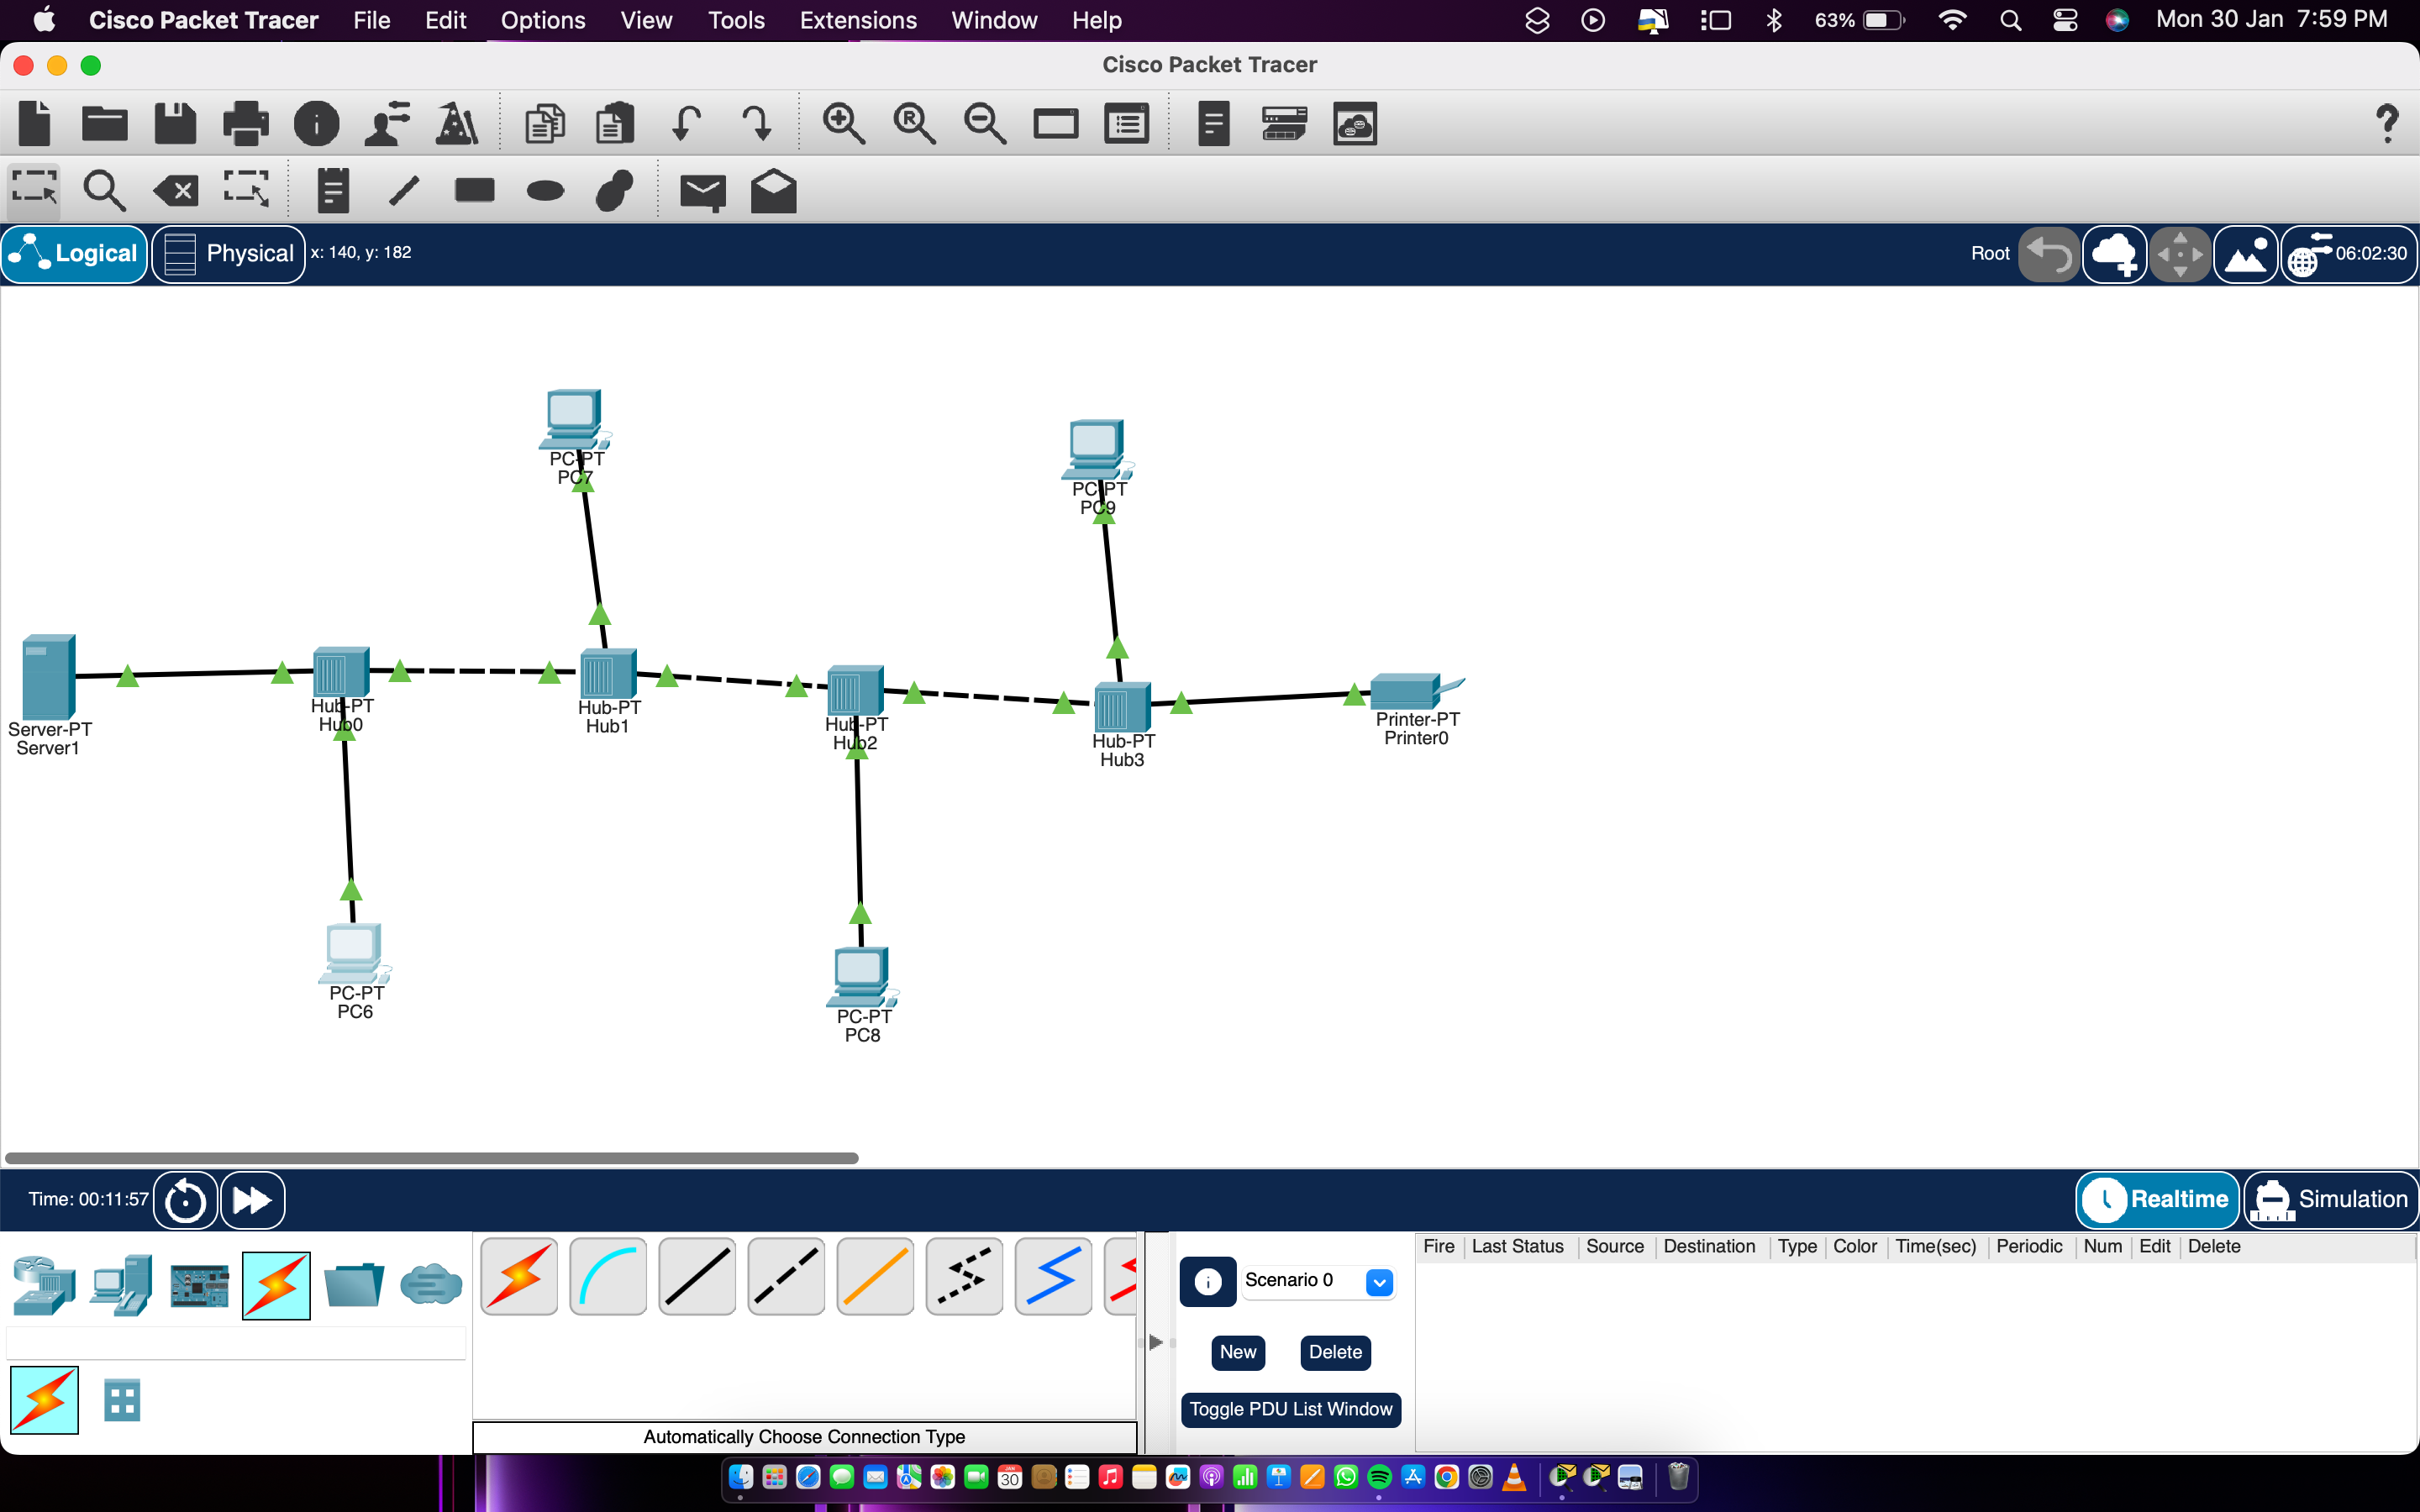 Cisco Packet Tracer File Edit Options View Tools Extensions Window Help 63% Mon 30 Jan 7:59 PM
Cisco Packet Tracer
Logical Physical x: 140, y: 182 Root 06:02:30
PC-PT
PC7
PC-PT
PC9
Server-PT
Server1
Hub-PT
Hub0
Hub-PT
Hub1
Hub-PT
Hub2
Hub-PT
Hub3
Printer-PT
Printer0
PC-PT
PC6
PC-PT
PC8
Time: 00:11:57 Realtime Simulation
Scenario 0
New Delete
Toggle PDU List Window
Fire Last Status Source Destination Type Color Time(sec) Periodic Num Edit Delete
Automatically Choose Connection Type
JAN
30